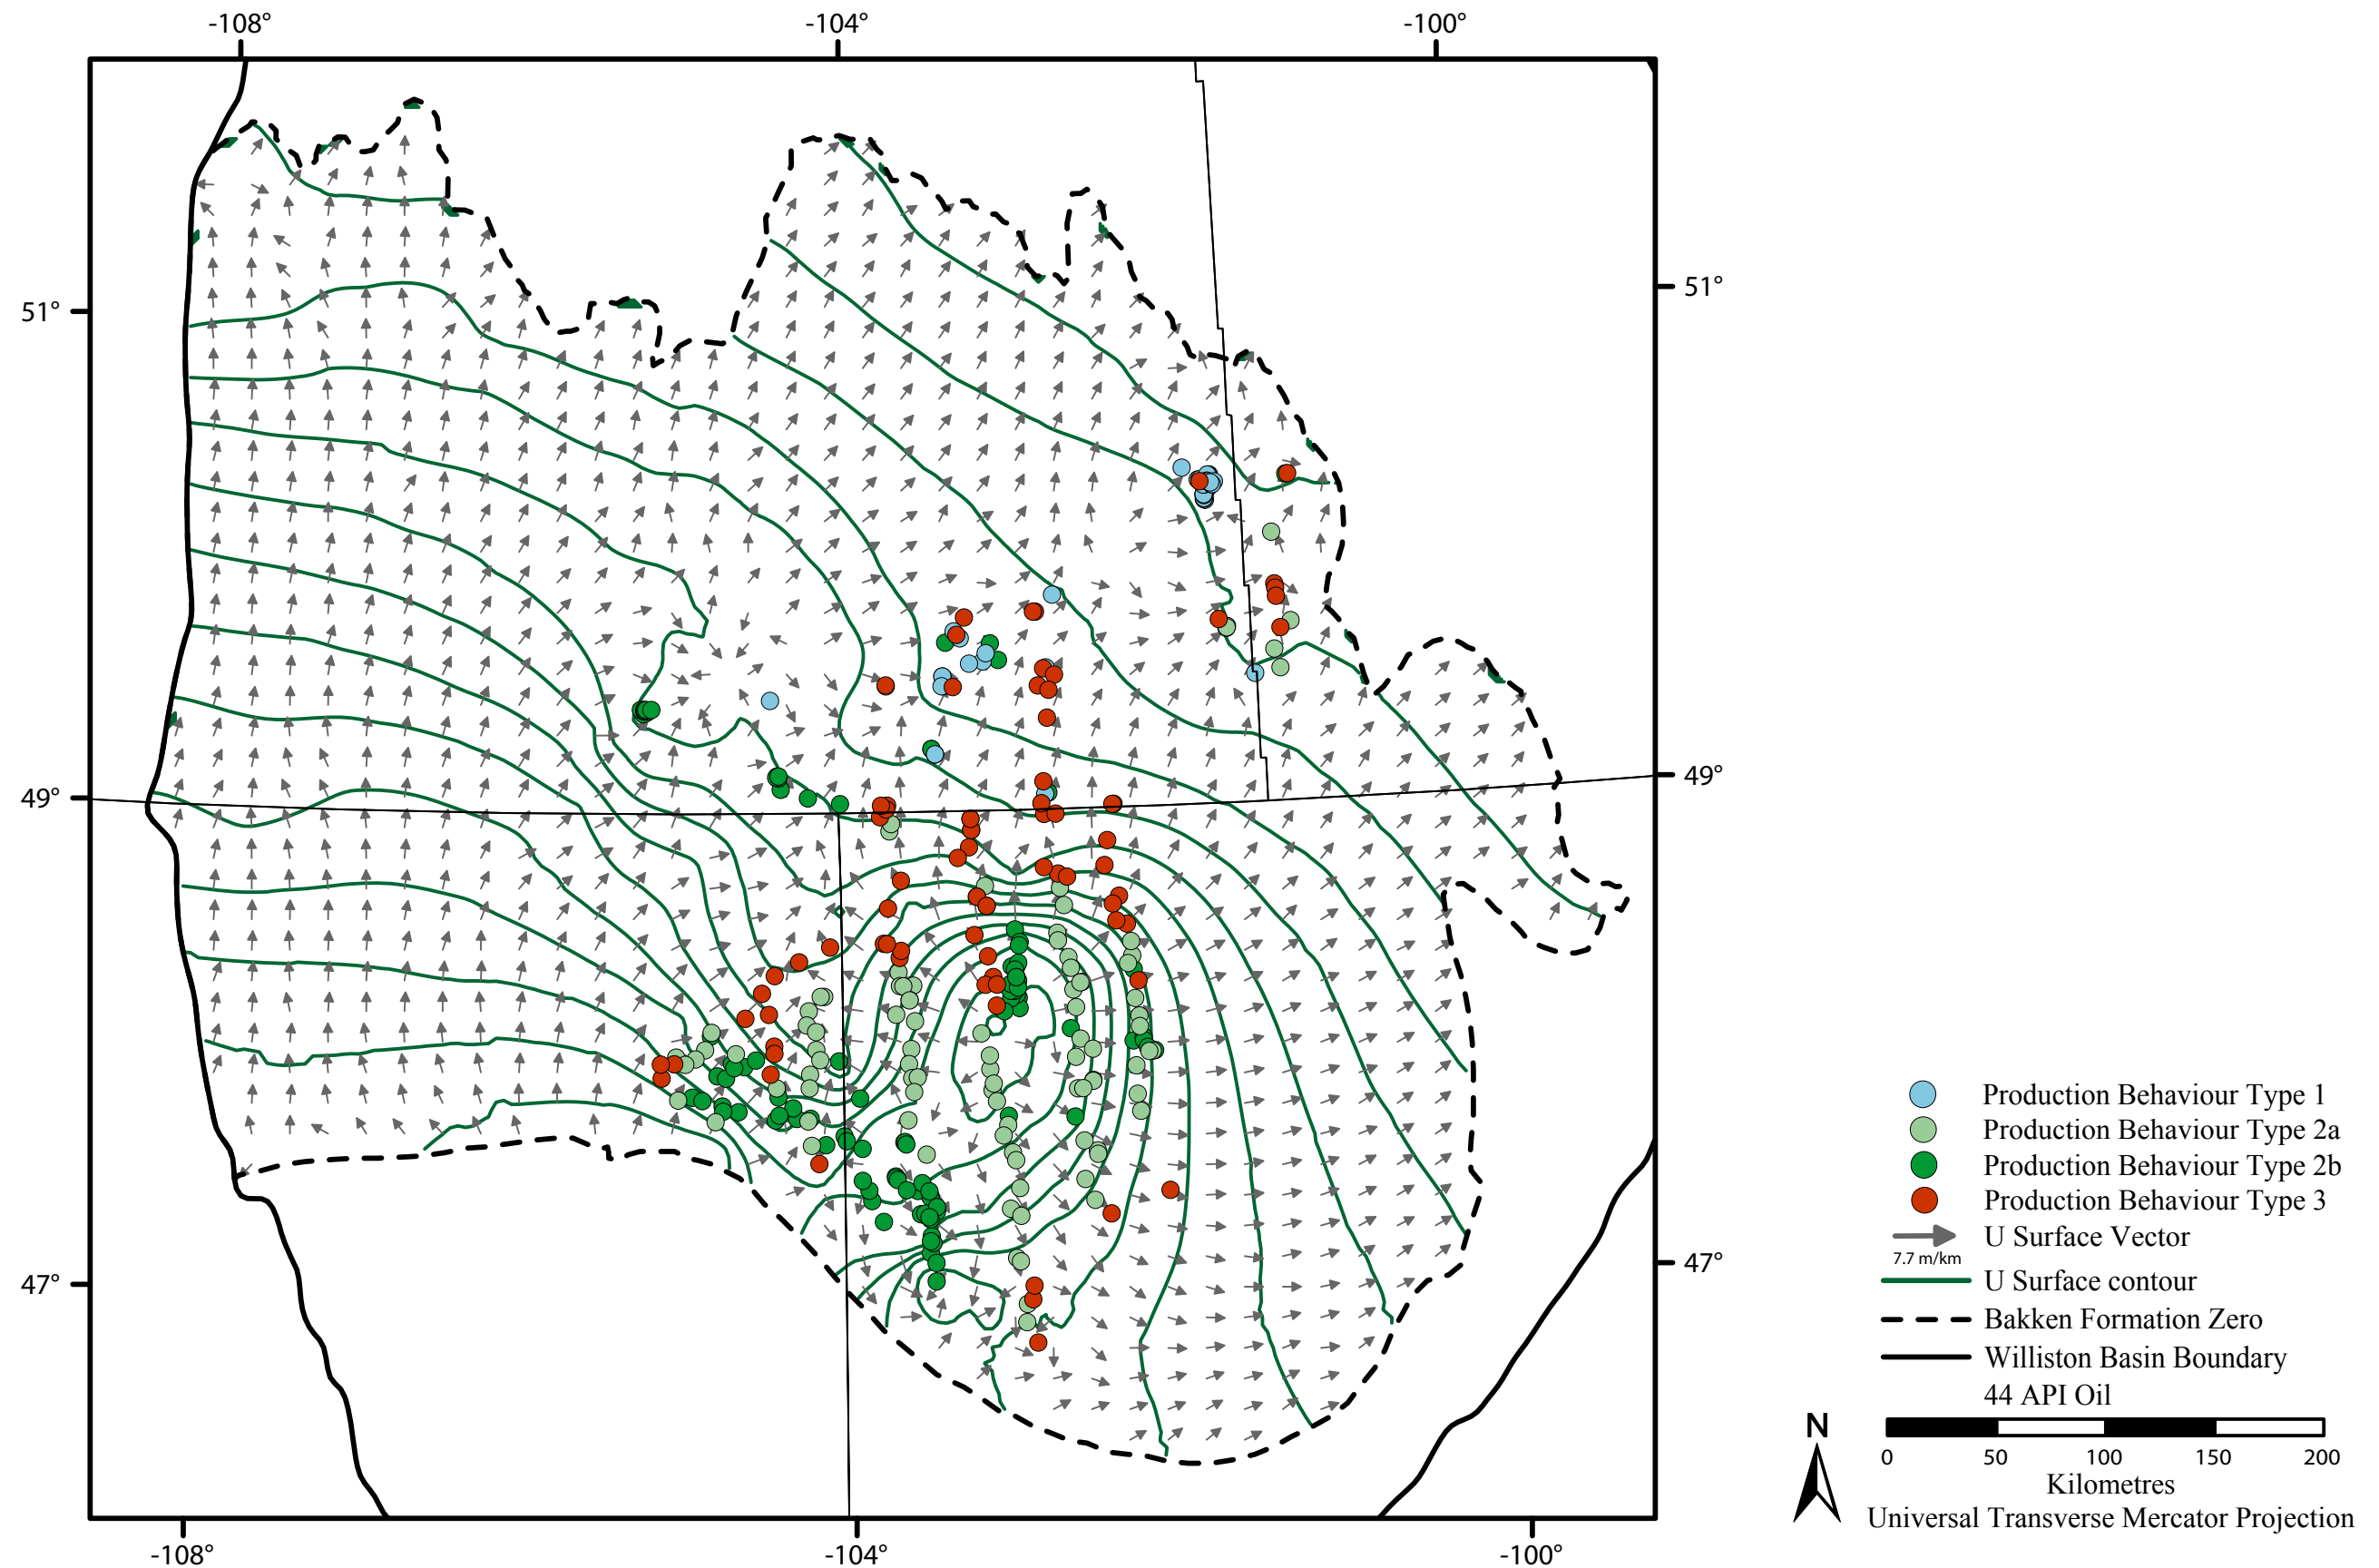 -108°
-104°
-100°
51°
51°
49°
49°
47°
47°
-108°
-104°
-100°
Production Behaviour Type 1
Production Behaviour Type 2a
Production Behaviour Type 2b
Production Behaviour Type 3
U Surface Vector
7.7 m/km
U Surface contour
Bakken Formation Zero
Williston Basin Boundary
44 API Oil
N
0 50 100 150 200
Kilometres
Universal Transverse Mercator Projection